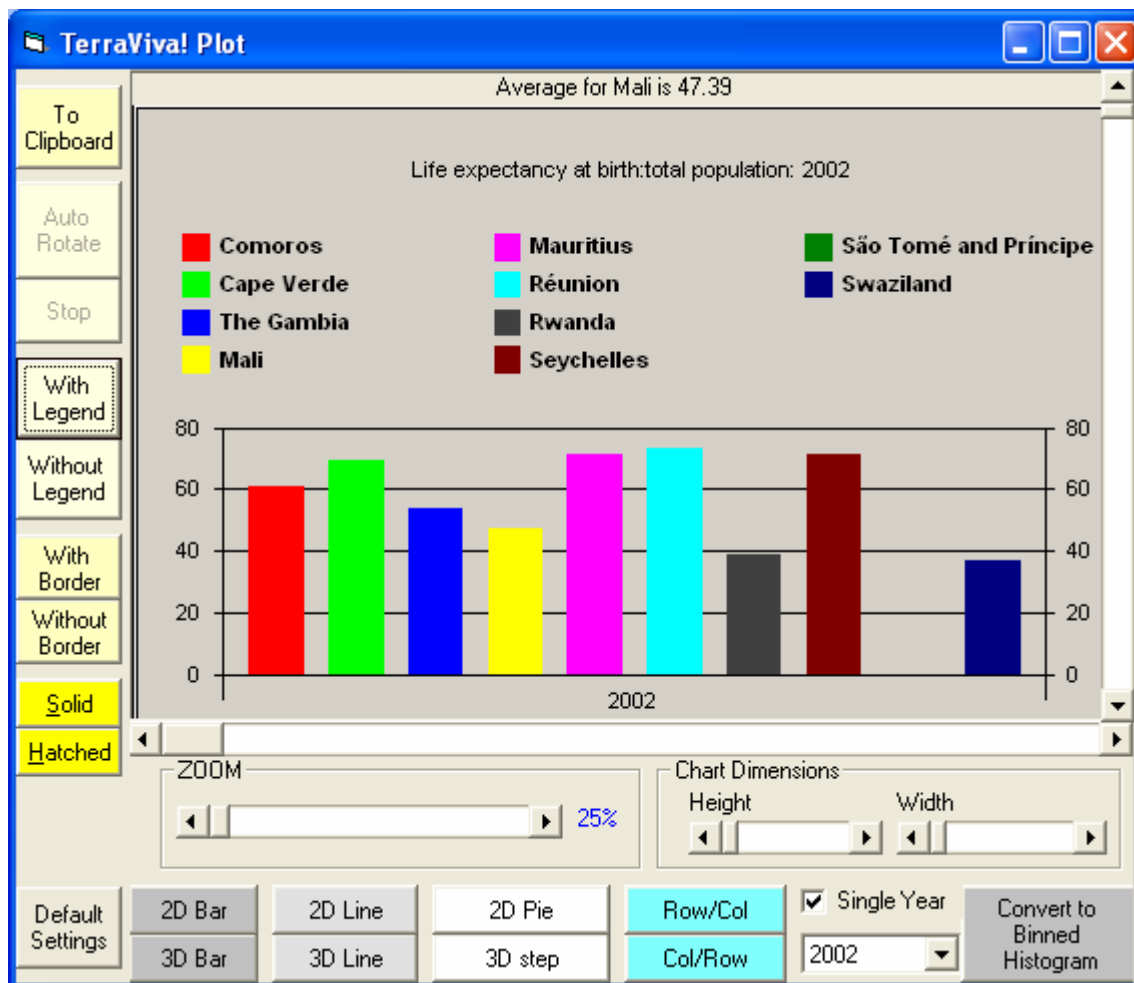 TerraViva! Plot
Average for Mali is 47.39
To
Clipboard
Auto
Rotate
Stop
With
Legend
Without
Legend
With
Border
Without
Border
Solid
Hatched
Life expectancy at birth:total population: 2002
Comoros
Cape Verde
The Gambia
Mali
Mauritius
Réunion
Rwanda
Seychelles
São Tomé and Príncipe
Swaziland
80
60
40
20
0
80
60
40
20
0
2002
ZOOM
25%
Chart Dimensions
Height Width
Default
Settings
2D Bar
3D Bar
2D Line
3D Line
2D Pie
3D step
Row/Col
Col/Row
Single Year
2002
Convert to
Binned
Histogram